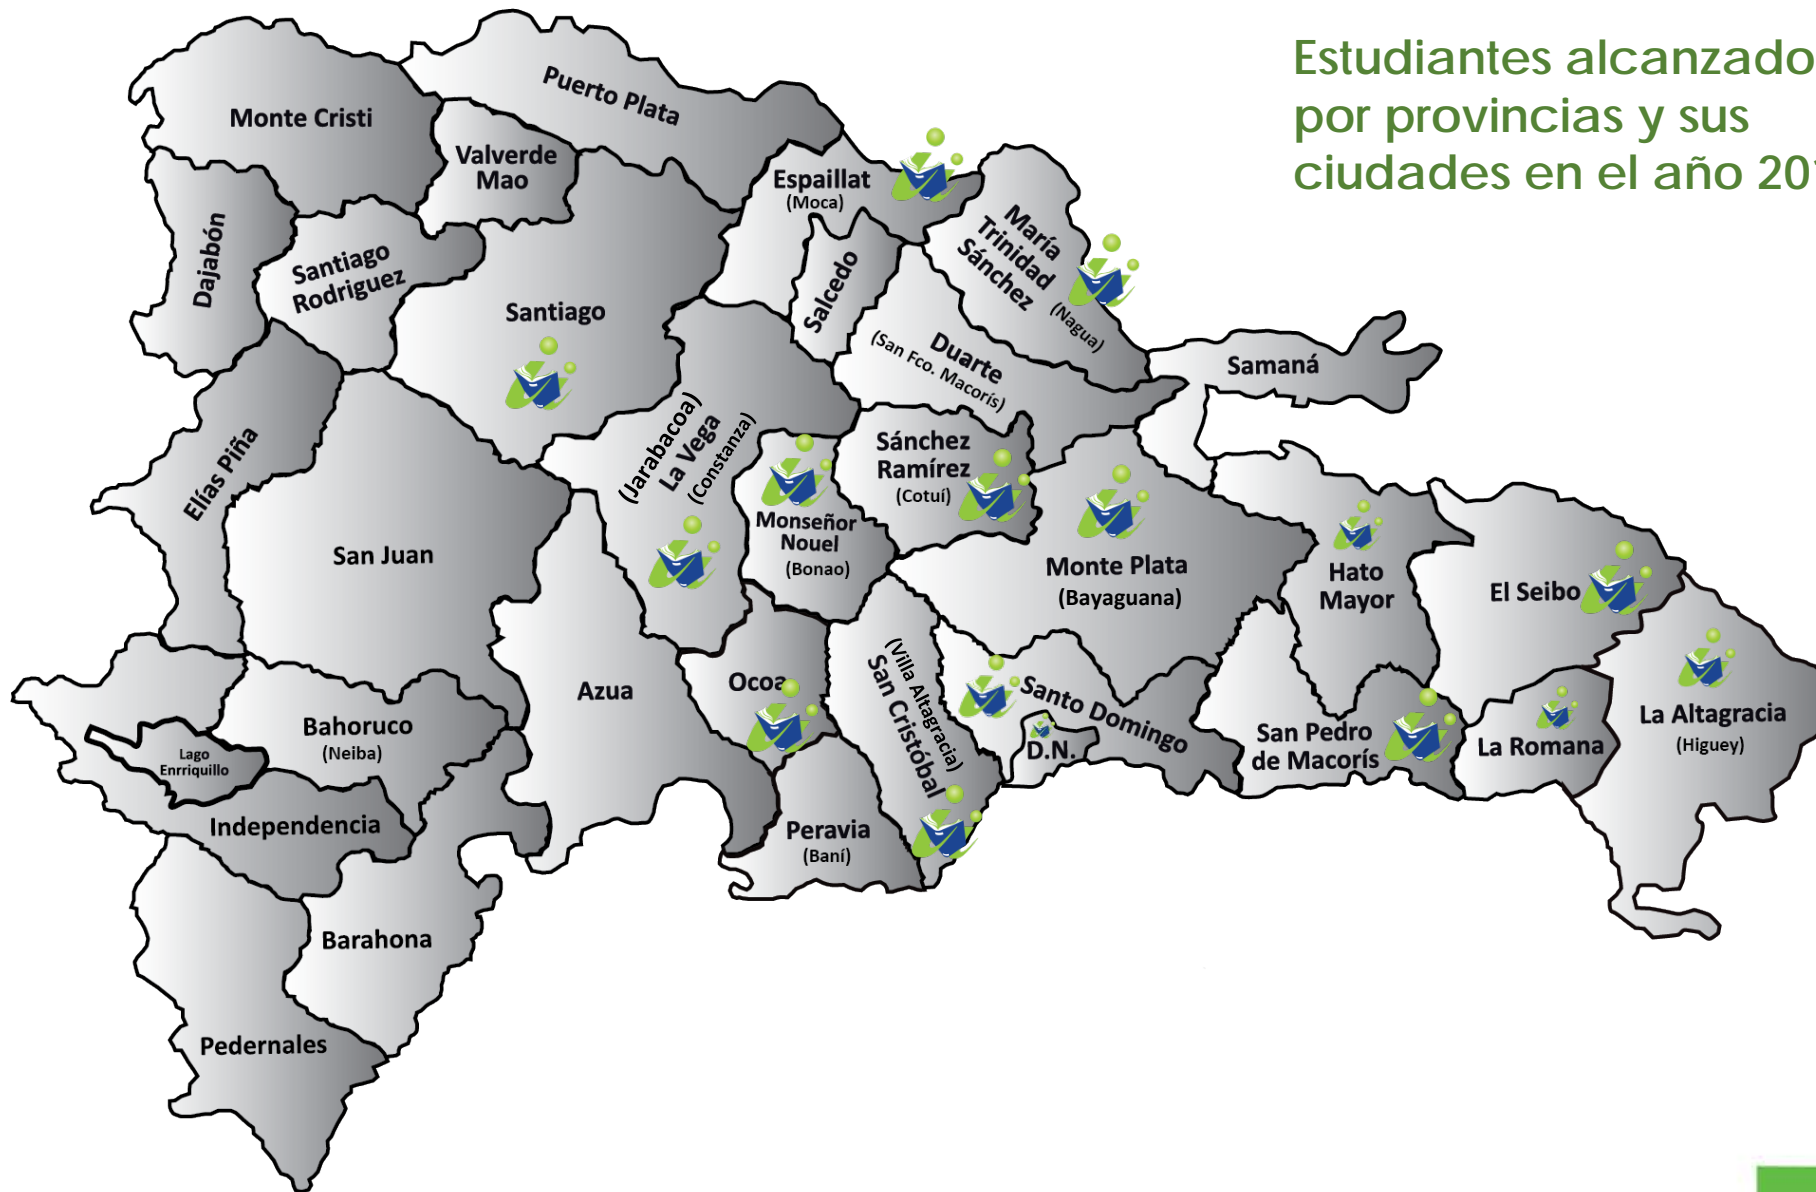 Estudiantes alcanzado
por provincias y sus
ciudades en el año 201
Monte Cristi
Puerto Plata
Valverde
Mao
Espaillat
(Moca)
María
Trinidad
Sánchez
(Nagua)
Dajabón
Santiago
Rodriguez
Santiago
Salcedo
Duarte
(San Fco. Macorís)
Samaná
Elías Piña
San Juan
(Jarabacoa)
La Vega
(Constanza)
Monseñor
Nouel
(Bonao)
Sánchez
Ramírez
(Cotuí)
Monte Plata
(Bayaguana)
Hato
Mayor
El Seibo
Azua
Ocoa
(Villa Altagracia)
San Cristóbal
Santo Domingo
D.N.
San Pedro
de Macorís
La Romana
La Altagracia
(Higuey)
Bahoruco
(Neiba)
Lago
Enrriquillo
Independencia
Peravia
(Baní)
Barahona
Pedernales